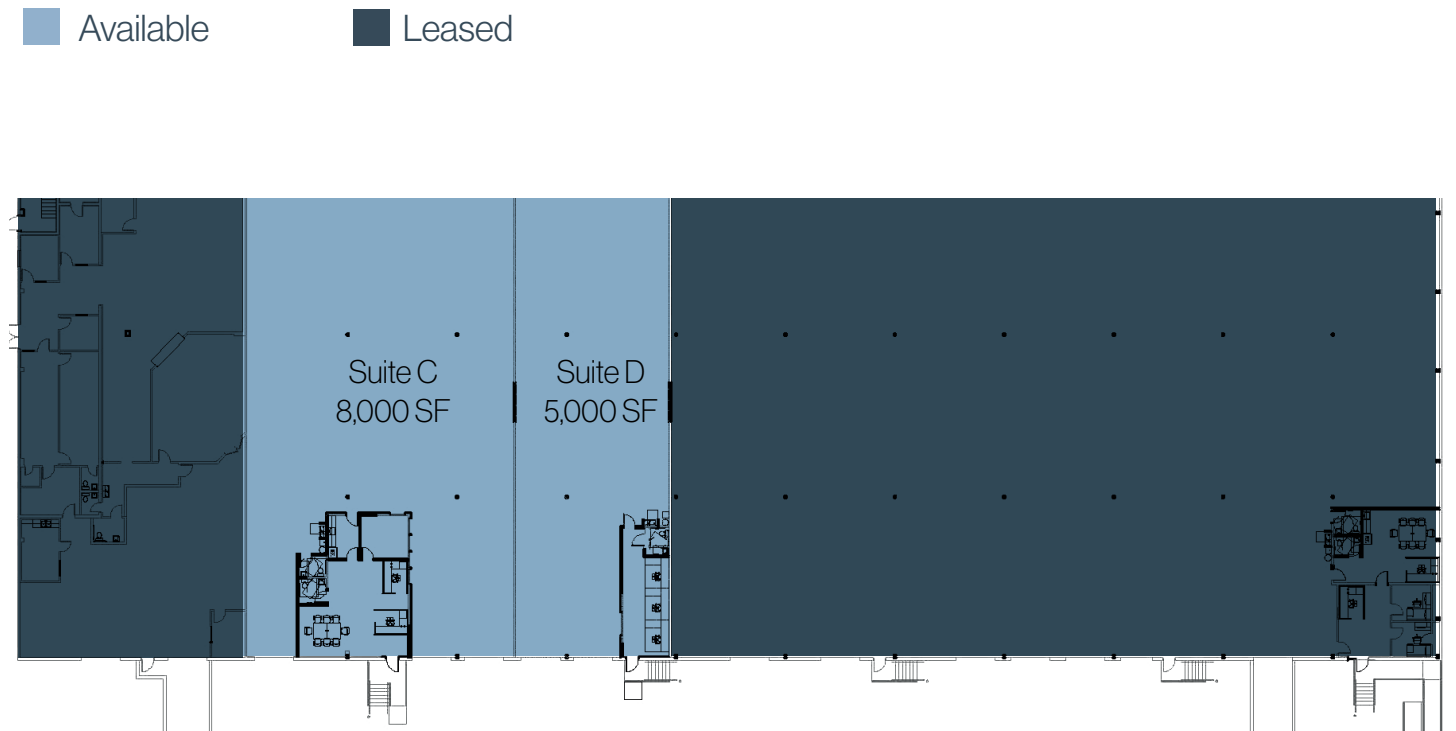 Available
Leased
Suite C
8,000 SF
Suite D
5,000 SF